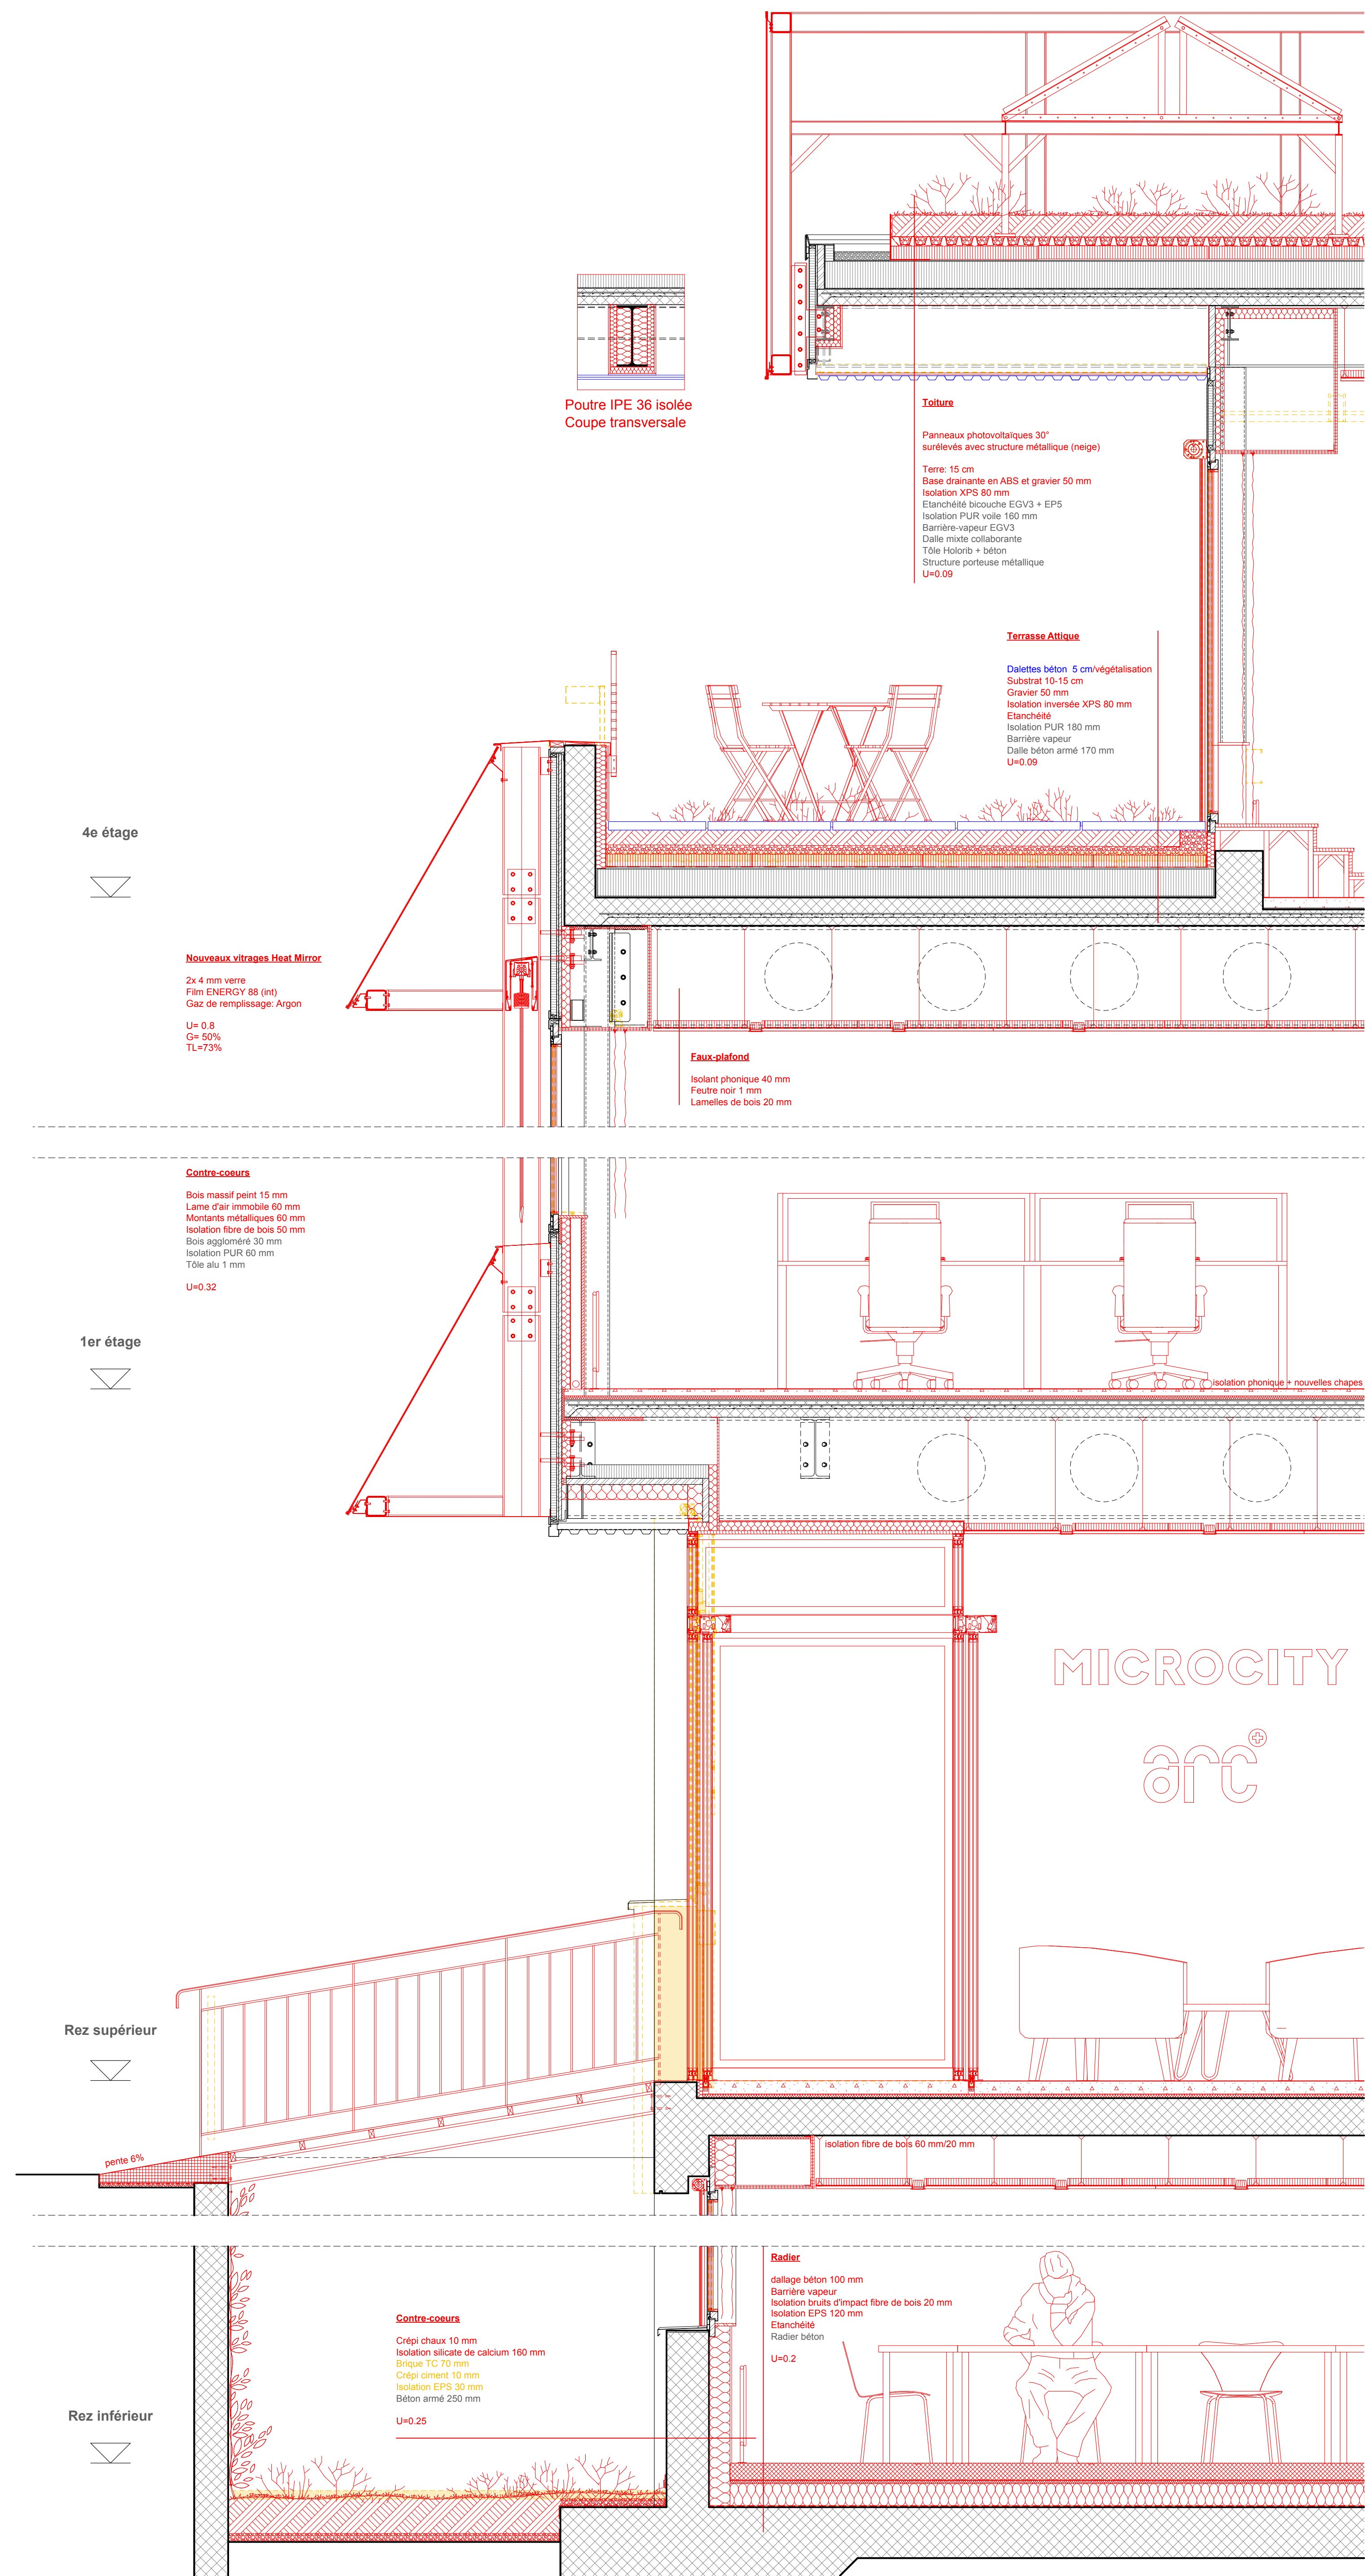 Poutre IPE 36 isolée
Coupe transversale
Toiture
Panneaux photovoltaïques 30°
surélevés avec structure métallique (neige)
Terre: 15 cm
Base drainante en ABS et gravier 50 mm
Isolation XPS 80 mm
Etanchéité bicouche EGV3 + EP5
Isolation PUR voile 160 mm
Barrière-vapeur EGV3
Dalle mixte collaborante
Tôle Holorib + béton
Structure porteuse métallique
U=0.09
Terrasse Attique
Dalettes béton  5 cm/végétalisation
Substrat 10-15 cm
Gravier 50 mm
Isolation inversée XPS 80 mm
Etanchéité
Isolation PUR 180 mm
Barrière vapeur
Dalle béton armé 170 mm
U=0.09
4e étage
Nouveaux vitrages Heat Mirror
2x 4 mm verre
Film ENERGY 88 (int)
Gaz de remplissage: Argon
U= 0.8
G= 50%
TL=73%
Faux-plafond
Isolant phonique 40 mm
Feutre noir 1 mm
Lamelles de bois 20 mm
Contre-coeurs
Bois massif peint 15 mm
Lame d'air immobile 60 mm
Montants métalliques 60 mm
Isolation fibre de bois 50 mm
Bois aggloméré 30 mm
Isolation PUR 60 mm
Tôle alu 1 mm
U=0.32
1er étage
isolation phonique + nouvelles chapes
MICROCITY
arc
Rez supérieur
pente 6%
isolation fibre de bois 60 mm/20 mm
Radier
dallage béton 100 mm
Barrière vapeur
Isolation bruits d'impact fibre de bois 20 mm
Isolation EPS 120 mm
Etanchéité
Radier béton
U=0.2
Contre-coeurs
Crépi chaux 10 mm
Isolation silicate de calcium 160 mm
Brique TC 70 mm
Crépi ciment 10 mm
Isolation EPS 30 mm
Béton armé 250 mm
U=0.25
Rez inférieur